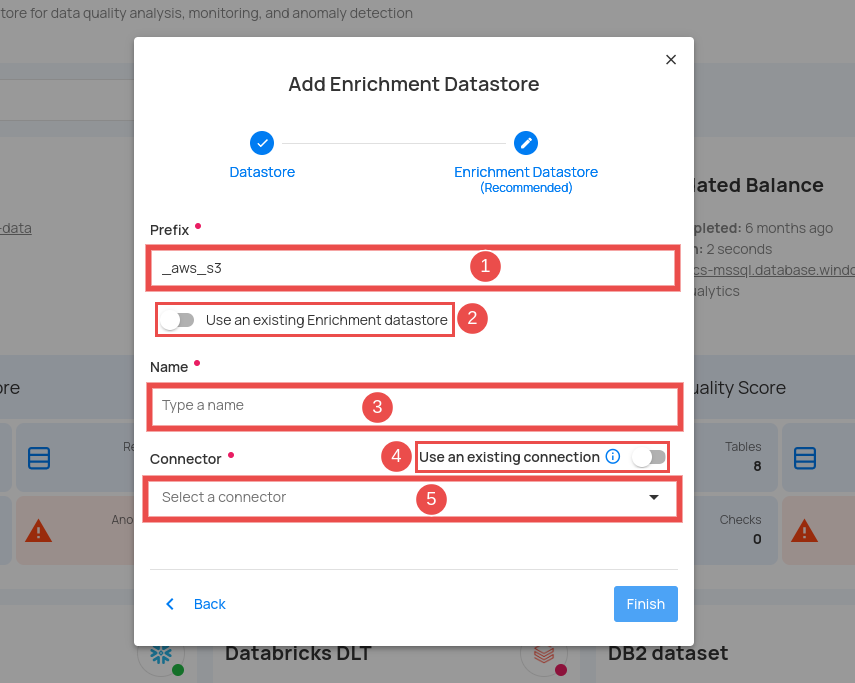 tore for data quality analysis, monitoring, and anomaly detection
Add Enrichment Datastore
Datastore
Enrichment Datastore
(Recommended)
lated Balance
-data
pleted: 6 months ago
n: 2 seconds
cs-mssql.database.windo
alytics
Prefix
_aws_s3
1
Use an existing Enrichment datastore
2
Name
Type a name
3
ore
uality Score
Connector
4
Use an existing connection
Select a connector
5
Re
Tables
8
Ano
Checks
0
Back
Finish
Databricks DLT
DB2 dataset